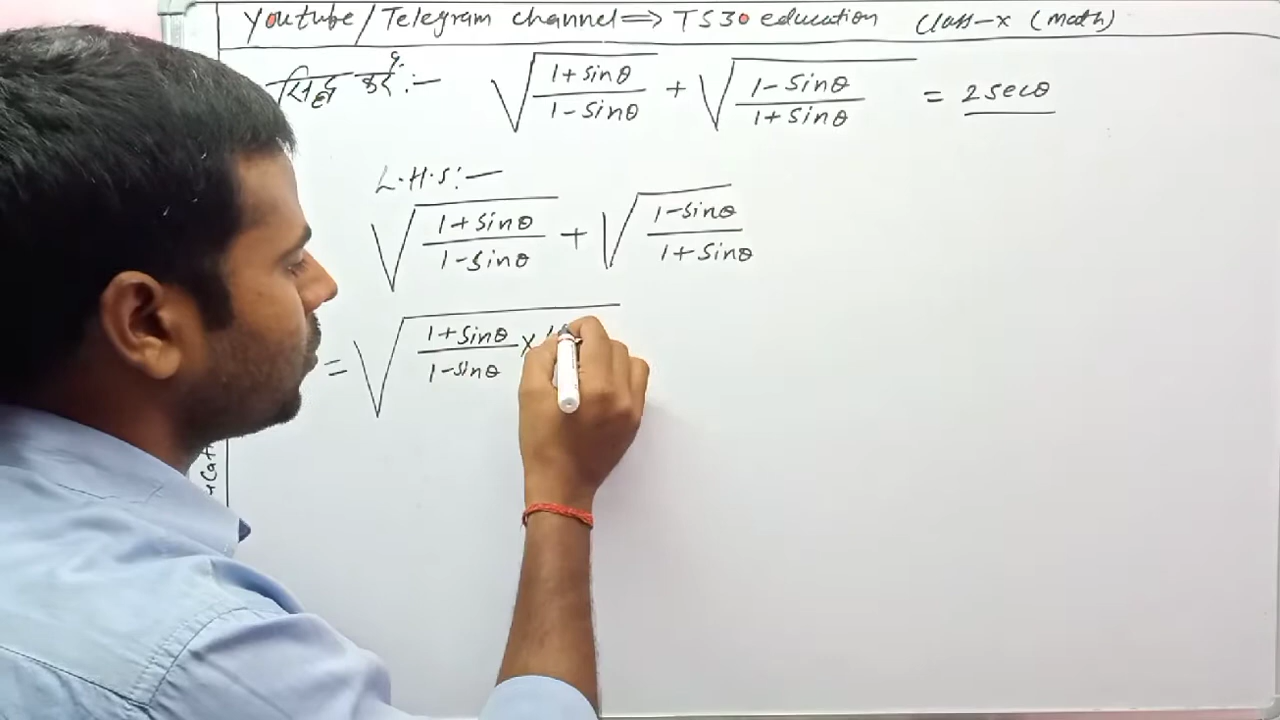 Youtube/Telegram channel ⇒ TS30 education Class-X (math)
सिद्ध करें :- √((1+sinθ)/(1-sinθ)) + √((1-sinθ)/(1+sinθ)) = 2secθ
L.H.S :-
√((1+sinθ)/(1-sinθ)) + √((1-sinθ)/(1+sinθ))
= √((1+sinθ)/(1-sinθ) ×